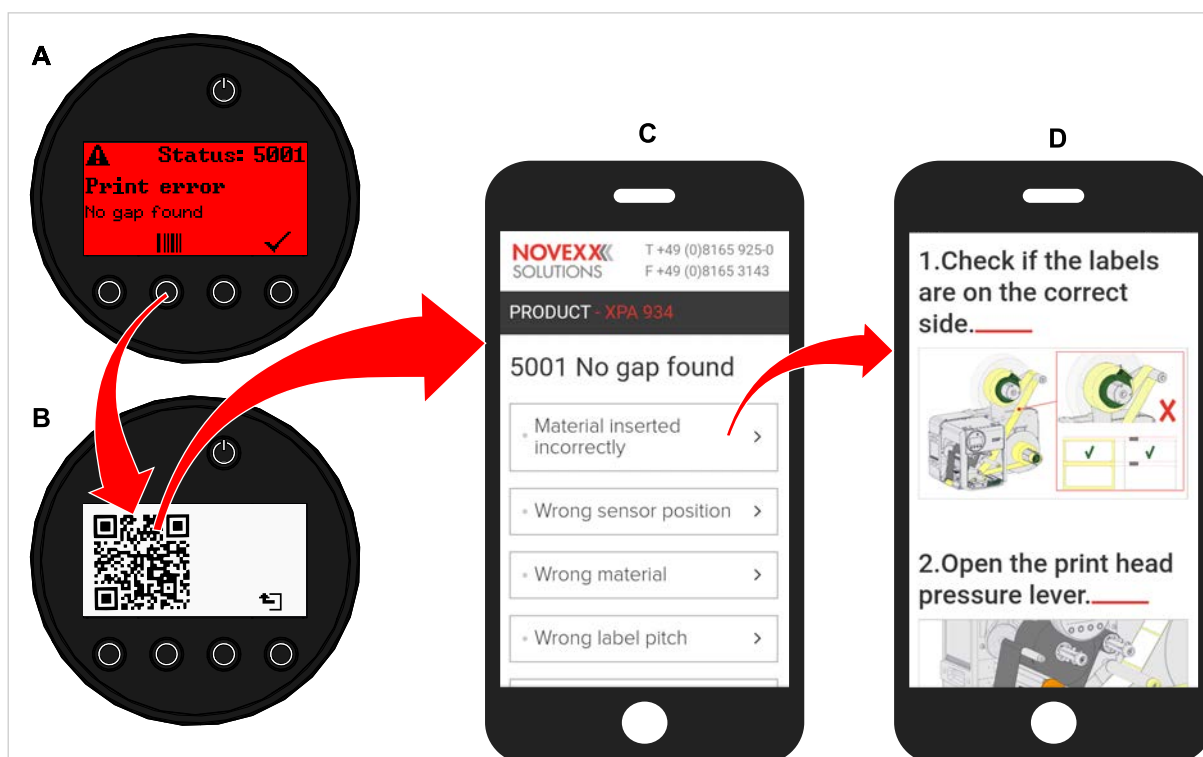 A
Status: 5001
Print error
No gap found
B
C
NOVEXX
SOLUTIONS
T +49 (0)8165 925-0
F +49 (0)8165 3143
PRODUCT - XPA 934
5001 No gap found
Material inserted
incorrectly
Wrong sensor position
Wrong material
Wrong label pitch
D
1.Check if the labels
are on the correct
side.
2.Open the print head
pressure lever.